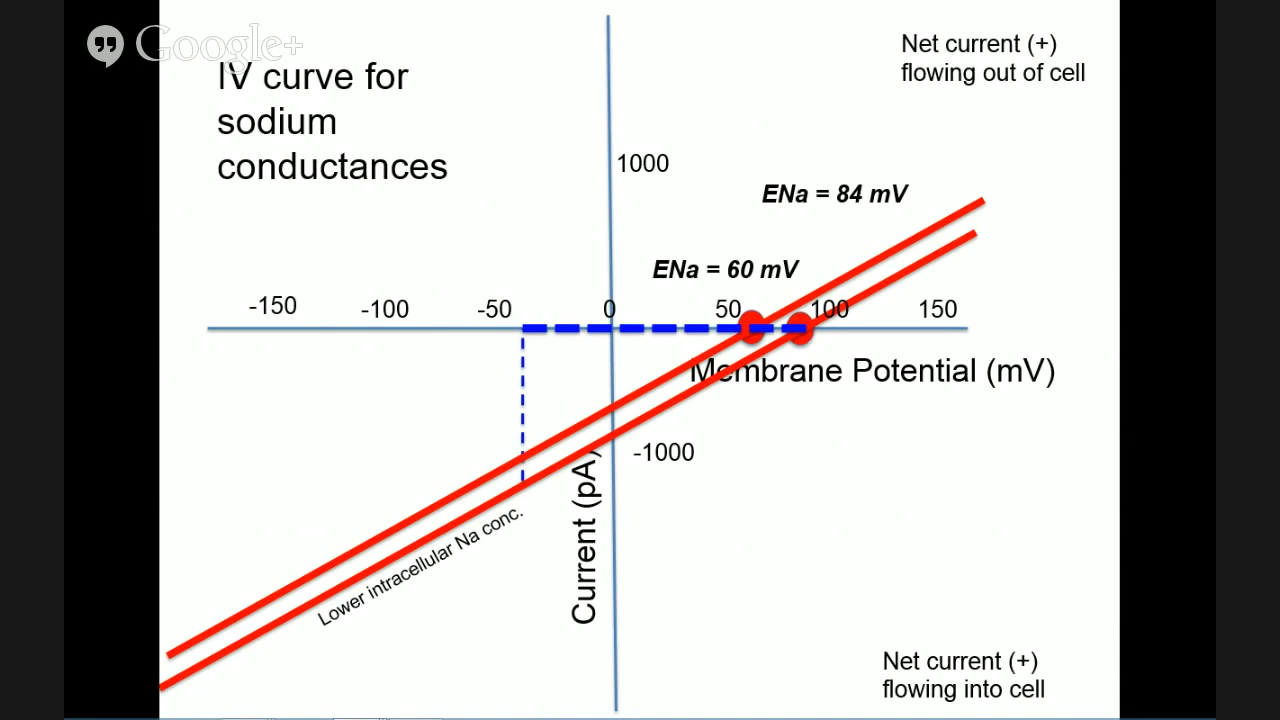 Google+
IV curve for
sodium
conductances
Net current (+)
flowing out of cell
1000
ENa = 84 mV
ENa = 60 mV
-150 -100 -50 0 50 100 150
Membrane Potential (mV)
-1000
Current (pA)
Lower intracellular Na conc.
Net current (+)
flowing into cell